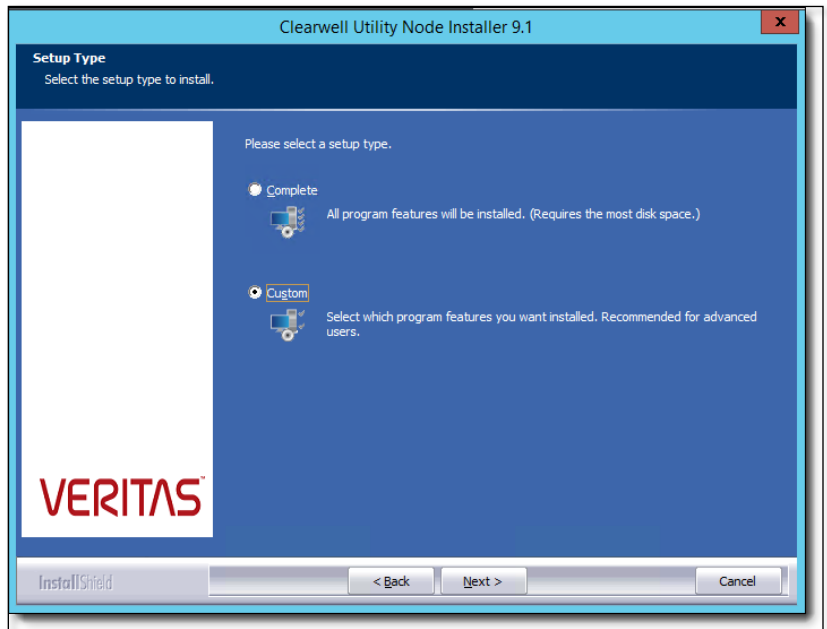 Clearwell Utility Node Installer 9.1
x
Setup Type
Select the setup type to install.
Please select a setup type.
Complete
All program features will be installed. (Requires the most disk space.)
Custom
Select which program features you want installed. Recommended for advanced
users.
VERITAS™
InstallShield
< Back
Next >
Cancel